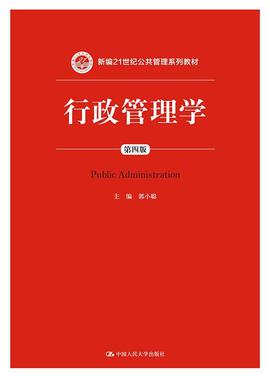 新编21世纪公共管理系列教材
行政管理学
第四版
Public Administration
主 编 郭小聪
中国人民大学出版社